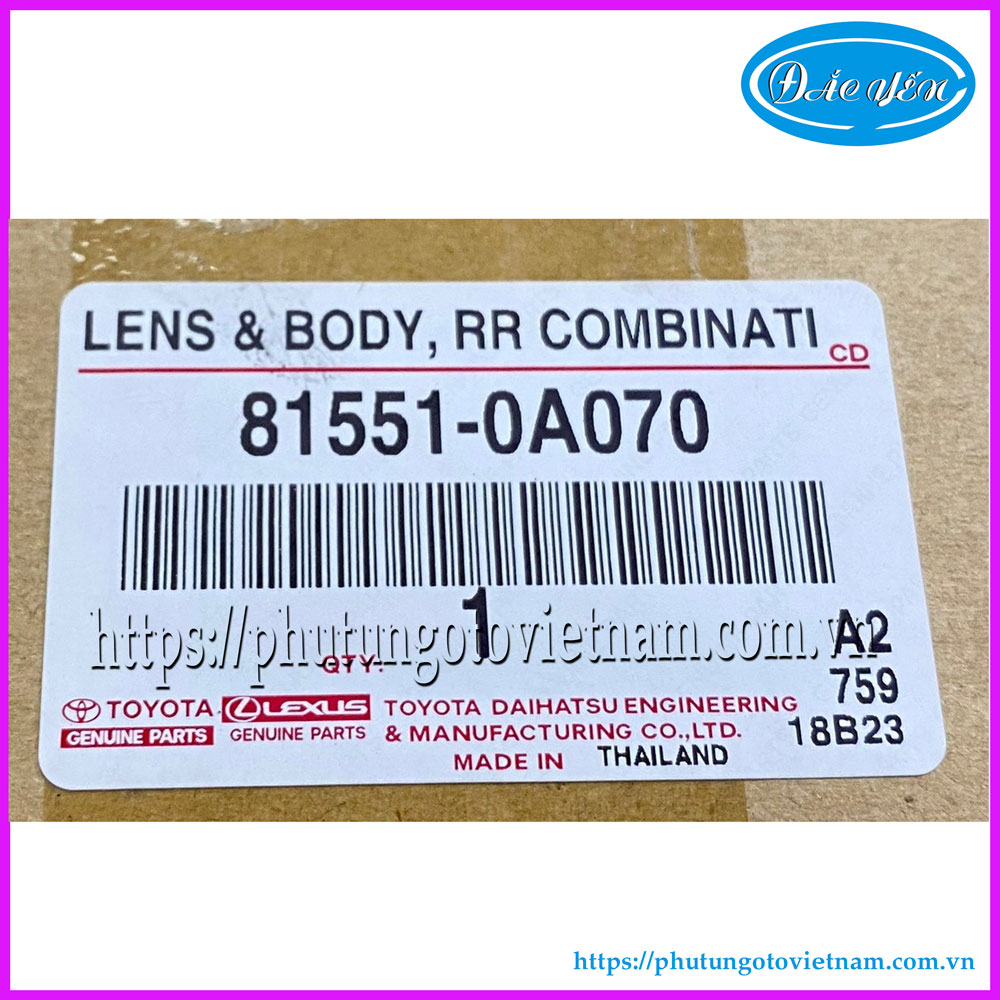 ĐẮC YẾN
LENS & BODY, RR COMBINATI
CD
81551-0A070
1
https://phutungotovietnam.com.vn
QTY:
A2
759
18B23
TOYOTA
GENUINE PARTS
LEXUS
GENUINE PARTS
TOYOTA DAIHATSU ENGINEERING
& MANUFACTURING CO.,LTD.
MADE IN THAILAND
https://phutungotovietnam.com.vn